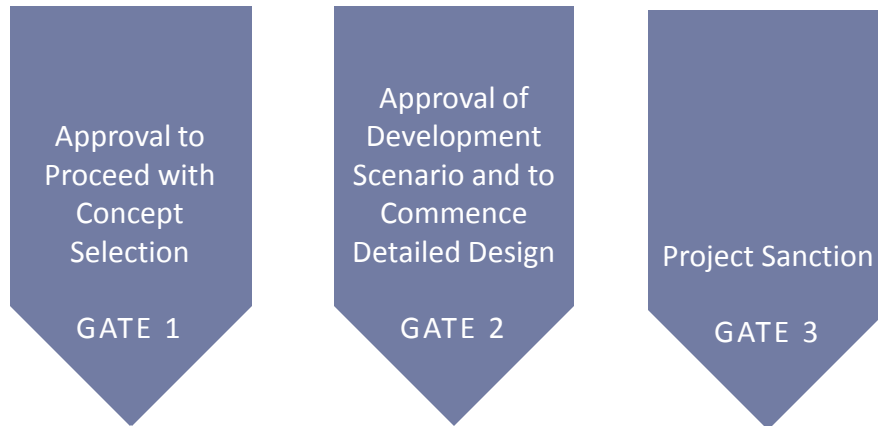 Approval to
Proceed with
Concept
Selection
GATE 1
Approval of
Development
Scenario and to
Commence
Detailed Design
GATE 2
Project Sanction
GATE 3